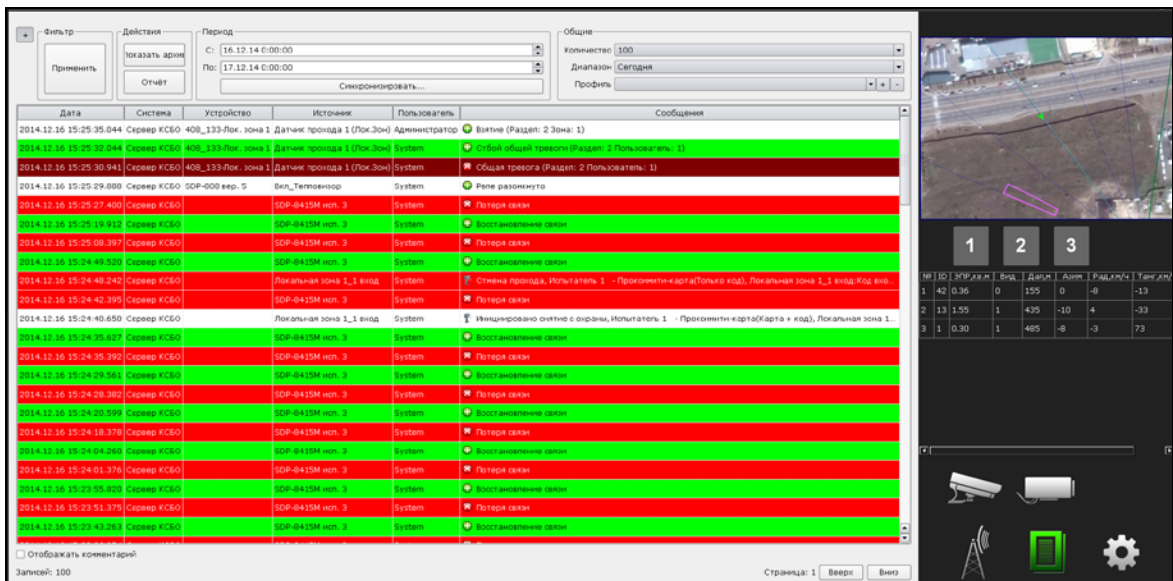 + Фильтр Действия Период Общие
Применить
Показать архи
Отчёт
С: 16.12.14 0:00:00
По: 17.12.14 0:00:00
Синхронизировать...
Количество 100
Диапазон Сегодня
Профиль + -
Дата Система Устройство Источник Пользователь Сообщения
2014.12.16 15:25:35.044 Сервер КСБО 408_133-Лок. зона 1 Датчик прохода 1 (Лок.Зон) Администратор Взятие (Раздел: 2 Зона: 1)
2014.12.16 15:25:32.044 Сервер КСБО 408_133-Лок. зона 1 Датчик прохода 1 (Лок.Зон) System Отбой общей тревоги (Раздел: 2 Пользователь: 1)
2014.12.16 15:25:30.941 Сервер КСБО 408_133-Лок. зона 1 Датчик прохода 1 (Лок.Зон) System Общая тревога (Раздел: 2 Пользователь: 1)
2014.12.16 15:25:29.888 Сервер КСБО SDP-808 вер. 5 Вкл_Тепловизор System Реле разомкнуто
2014.12.16 15:25:27.400 Сервер КСБО SDP-8415М исп. 3 System Потеря связи
2014.12.16 15:25:19.912 Сервер КСБО SDP-8415М исп. 3 System Восстановление связи
2014.12.16 15:25:08.397 Сервер КСБО SDP-8415М исп. 3 System Потеря связи
2014.12.16 15:24:49.520 Сервер КСБО SDP-8415М исп. 3 System Восстановление связи
2014.12.16 15:24:48.242 Сервер КСБО Локальная зона 1_1 вход System Отмена прохода, Испытатель 1 - Проксимити-карта(Только код), Локальная зона 1_1 вход:Код вхо...
2014.12.16 15:24:42.395 Сервер КСБО SDP-8415М исп. 3 System Потеря связи
2014.12.16 15:24:40.650 Сервер КСБО Локальная зона 1_1 вход System Инициировано снятие с охраны, Испытатель 1 - Проксимити-карта(Карта + код), Локальная зона 1...
2014.12.16 15:24:35.627 Сервер КСБО SDP-8415М исп. 3 System Восстановление связи
2014.12.16 15:24:35.392 Сервер КСБО SDP-8415М исп. 3 System Потеря связи
2014.12.16 15:24:29.561 Сервер КСБО SDP-8415М исп. 3 System Восстановление связи
2014.12.16 15:24:28.382 Сервер КСБО SDP-8415М исп. 3 System Потеря связи
2014.12.16 15:24:20.599 Сервер КСБО SDP-8415М исп. 3 System Восстановление связи
2014.12.16 15:24:18.378 Сервер КСБО SDP-8415М исп. 3 System Потеря связи
2014.12.16 15:24:04.260 Сервер КСБО SDP-8415М исп. 3 System Восстановление связи
2014.12.16 15:24:01.376 Сервер КСБО SDP-8415М исп. 3 System Потеря связи
2014.12.16 15:23:55.820 Сервер КСБО SDP-8415М исп. 3 System Восстановление связи
2014.12.16 15:23:51.375 Сервер КСБО SDP-8415М исп. 3 System Потеря связи
2014.12.16 15:23:43.263 Сервер КСБО SDP-8415М исп. 3 System Восстановление связи
Отображать комментарий
Записей: 100 Страница: 1 Вверх Вниз
1 2 3
№ ID ЭПР,кв.м Вид Дал,м Азим Рад,км/ч Танг,км/
1 42 0.36 0 155 0 -8 -13
2 13 1.55 1 435 -10 4 -33
3 1 0.30 1 485 -8 -3 73